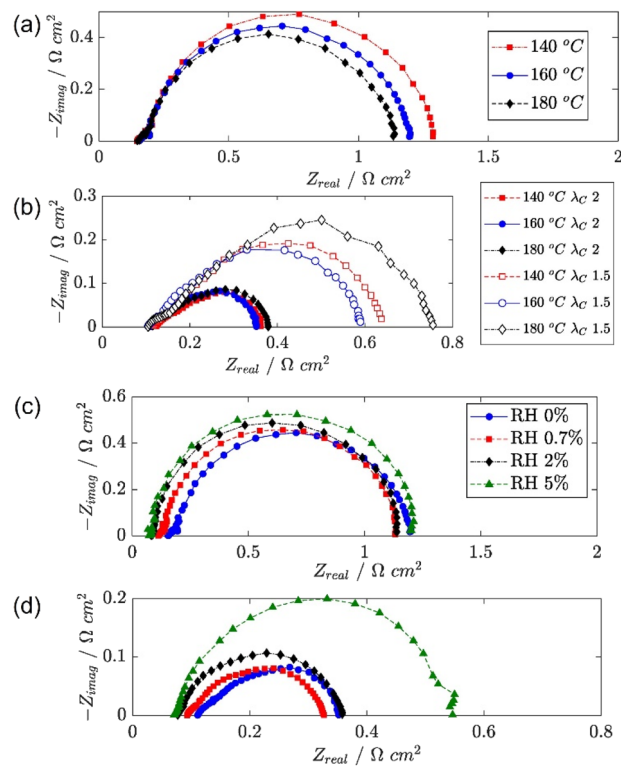 (a)
0.4
0.2
0
−Z_imag / Ω cm²
140 °C
160 °C
180 °C
0 0.5 1 1.5 2
Z_real / Ω cm²
(b)
0.3
0.2
0.1
0
−Z_imag / Ω cm²
140 °C λ_C 2
160 °C λ_C 2
180 °C λ_C 2
140 °C λ_C 1.5
160 °C λ_C 1.5
180 °C λ_C 1.5
0 0.2 0.4 0.6 0.8
Z_real / Ω cm²
(c)
0.6
0.4
0.2
0
−Z_imag / Ω cm²
RH 0%
RH 0.7%
RH 2%
RH 5%
0 0.5 1 1.5 2
Z_real / Ω cm²
(d)
0.2
0.1
0
−Z_imag / Ω cm²
0 0.2 0.4 0.6 0.8
Z_real / Ω cm²